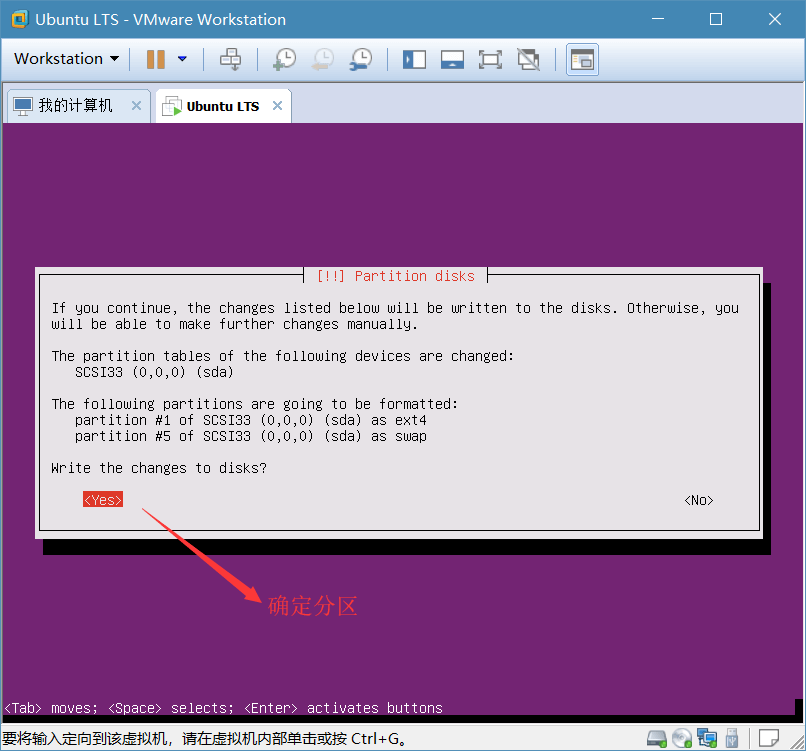 Ubuntu LTS - VMware Workstation
Workstation
我的计算机
Ubuntu LTS
[!!] Partition disks
If you continue, the changes listed below will be written to the disks. Otherwise, you
will be able to make further changes manually.
The partition tables of the following devices are changed:
SCSI33 (0,0,0) (sda)
The following partitions are going to be formatted:
partition #1 of SCSI33 (0,0,0) (sda) as ext4
partition #5 of SCSI33 (0,0,0) (sda) as swap
Write the changes to disks?
<Yes> <No>
确定分区
<Tab> moves; <Space> selects; <Enter> activates buttons
要将输入定向到该虚拟机，请在虚拟机内部单击或按 Ctrl+G。